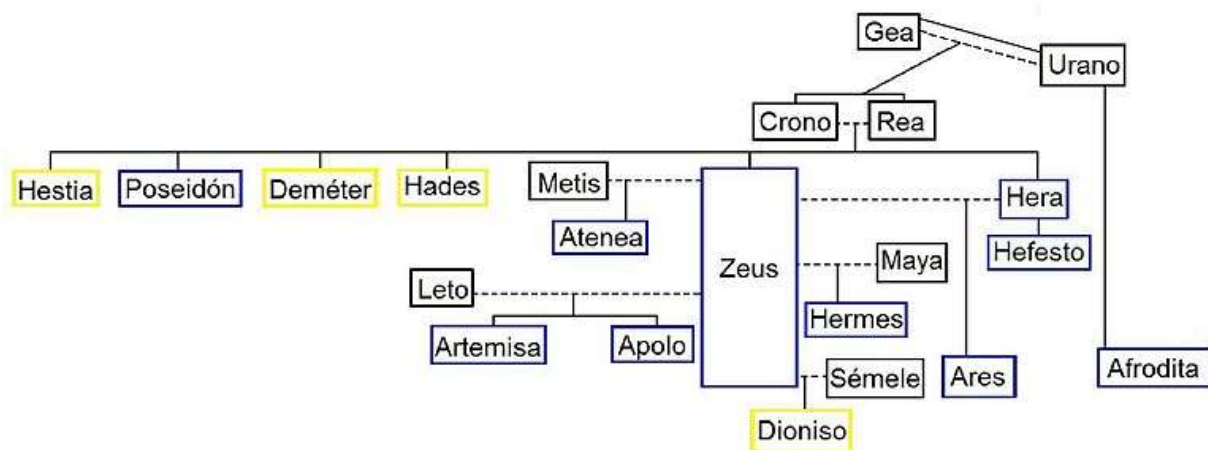 Gea
Urano
Crono
Rea
Hestia
Poseidón
Deméter
Hades
Metis
Hera
Atenea
Hefesto
Zeus
Maya
Leto
Hermes
Artemisa
Apolo
Ares
Afrodita
Sémele
Dioniso